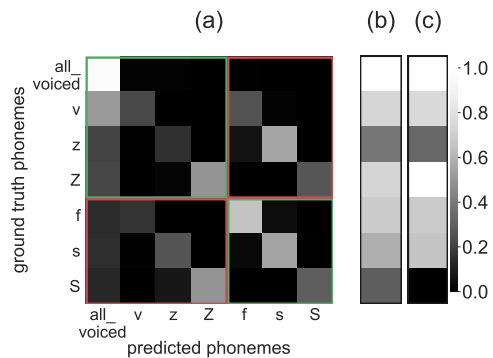 (a)
(b) (c)
all_
voiced
v
z
Z
f
s
S
ground truth phonemes
all_ v z Z f s S
voiced
predicted phonemes
1.0
0.8
0.6
0.4
0.2
0.0